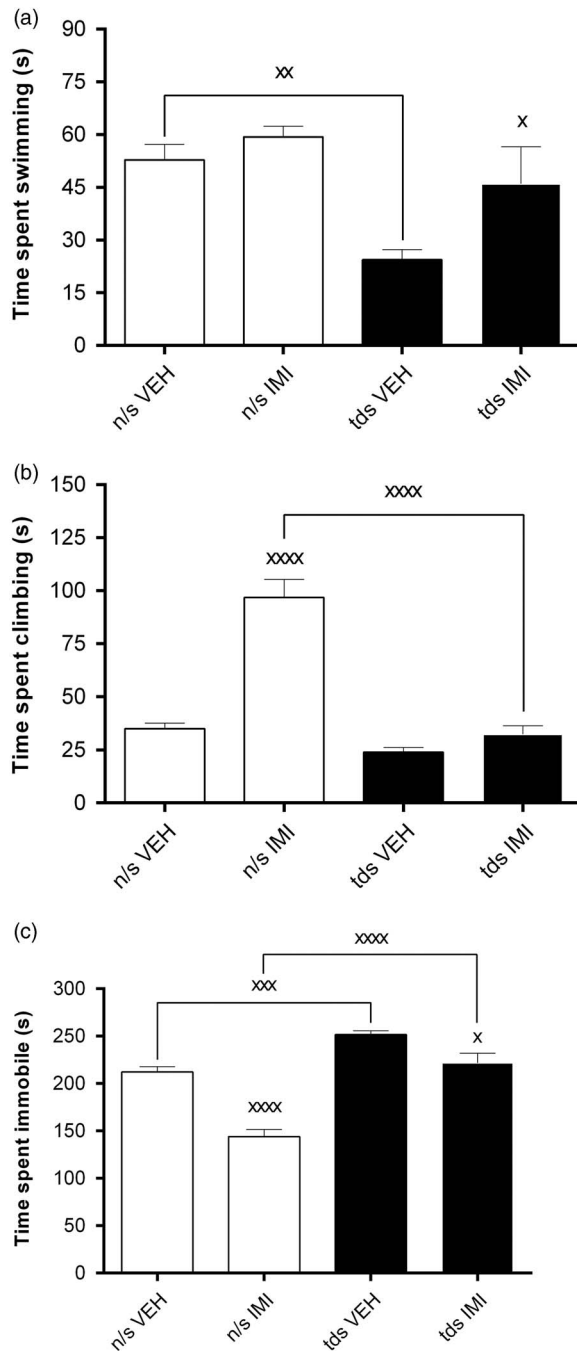 (a)
Time spent swimming (s)
90
75
60
45
30
15
0
xx
x
n/s VEH
n/s IMI
tds VEH
tds IMI
(b)
Time spent climbing (s)
150
125
100
75
50
25
0
xxxx
xxxx
n/s VEH
n/s IMI
tds VEH
tds IMI
(c)
Time spent immobile (s)
300
250
200
150
100
50
0
xxxx
xxx
x
xxxx
n/s VEH
n/s IMI
tds VEH
tds IMI